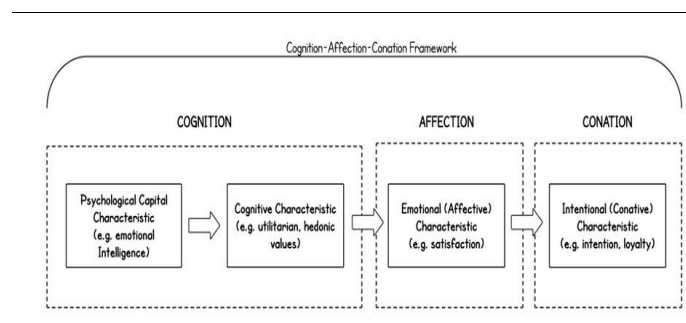 Cognition-Affection-Conation Framework
COGNITION
AFFECTION
CONATION
Psychological Capital
Characteristic
(e.g. emotional
Intelligence)
Cognitive Characteristic
(e.g. utilitarian, hedonic
values)
Emotional (Affective)
Characteristic
(e.g. satisfaction)
Intentional (Conative)
Characteristic
(e.g. intention, loyalty)